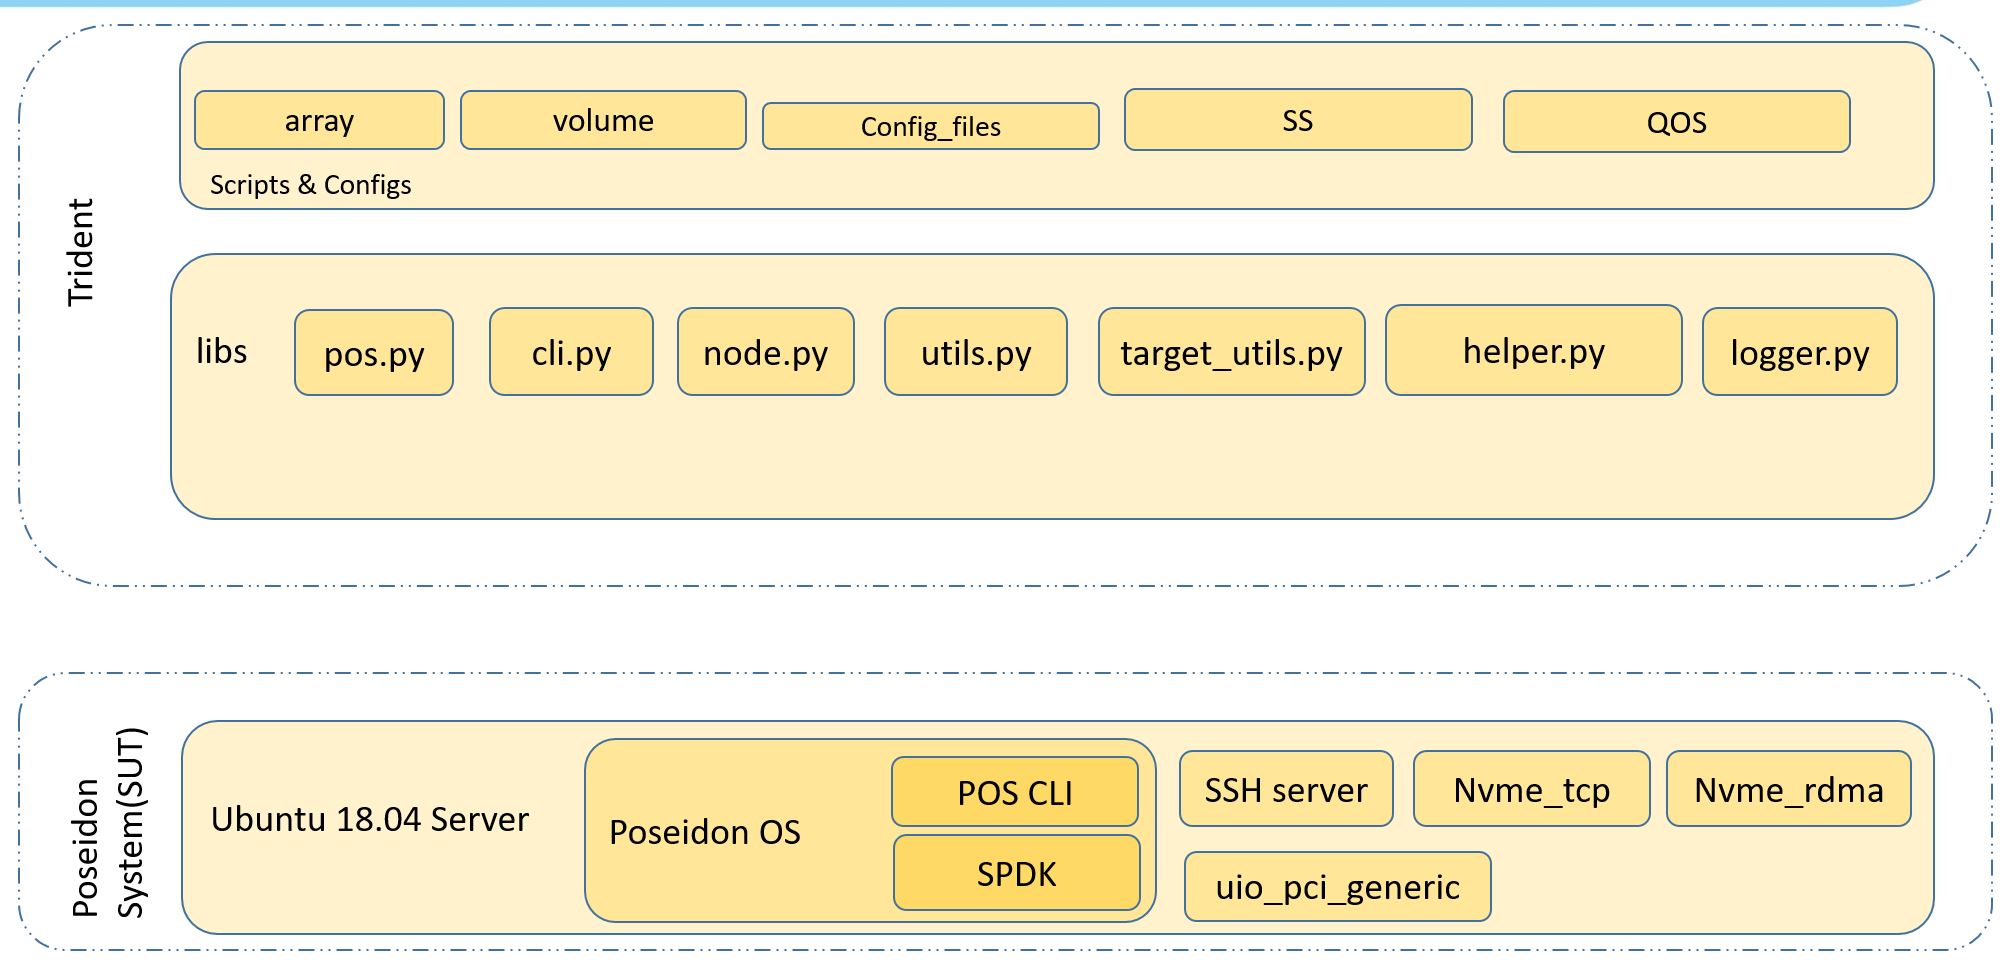 Trident
array
volume
Config_files
SS
QOS
Scripts & Configs
libs
pos.py
cli.py
node.py
utils.py
target_utils.py
helper.py
logger.py
Poseidon
System(SUT)
Ubuntu 18.04 Server
Poseidon OS
POS CLI
SPDK
SSH server
Nvme_tcp
Nvme_rdma
uio_pci_generic